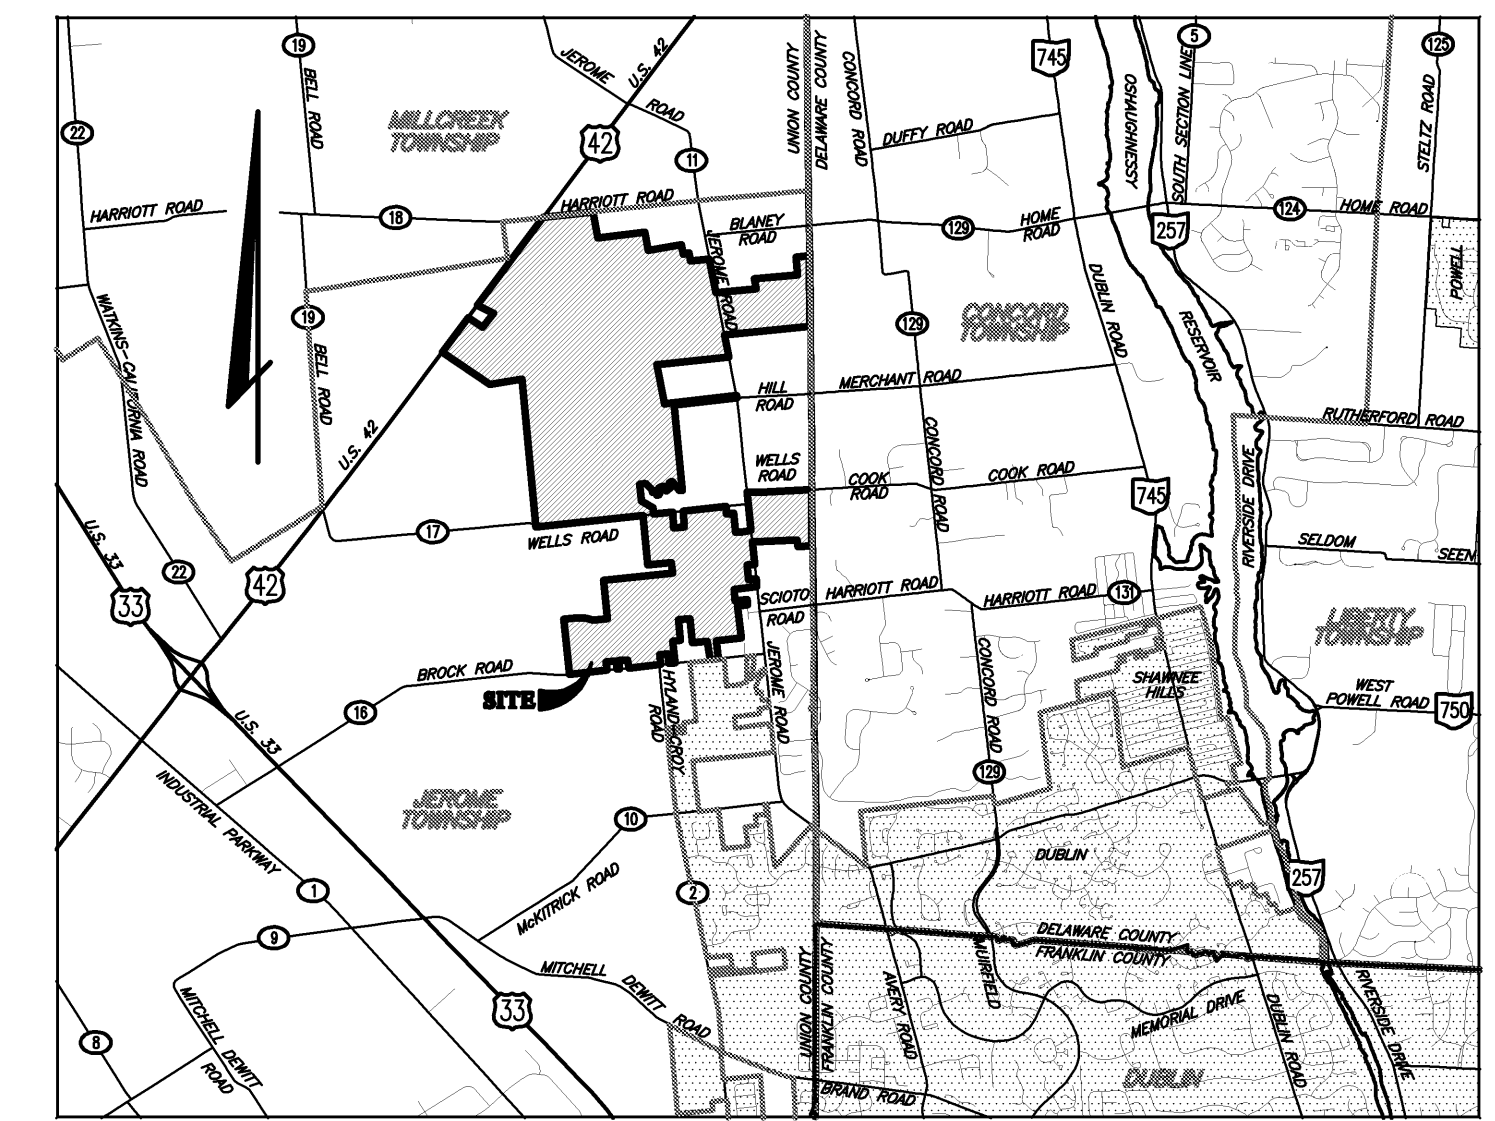 19
BELL ROAD
22
MILLCREEK
TOWNSHIP
JEROME
ROAD
U.S. 42
42
11
UNION COUNTY
DELAWARE COUNTY
CONCORD ROAD
745
DUFFY ROAD
OSHAUGHNESSY
5
SOUTH SECTION LINE
125
STELTZ ROAD
HARRIOTT ROAD
18
HARRIOTT ROAD
BLANEY
ROAD
129
HOME
ROAD
257
124
HOME ROAD
POWELL
JEROME ROAD
DUBLIN ROAD
RESERVOIR
WATKINS-CALIFORNIA ROAD
19
BELL ROAD
CONCORD
TOWNSHIP
129
HILL
ROAD
MERCHANT ROAD
RUTHERFORD ROAD
U.S. 42
WELLS
ROAD
COOK
ROAD
CONCORD ROAD
COOK ROAD
745
RIVERSIDE DRIVE
U.S. 33
17
WELLS ROAD
SELDOM
SEEN
22
33
42
SCIOTO
ROAD
HARRIOTT ROAD
HARRIOTT ROAD
131
LIBERTY
TOWNSHIP
BROCK ROAD
SITE
HYLAND-CROY
ROAD
JEROME ROAD
CONCORD ROAD
SHAWNEE
HILLS
WEST
POWELL ROAD
750
16
U.S. 33
INDUSTRIAL PARKWAY
JEROME
TOWNSHIP
10
129
DUBLIN
257
1
McKITRICK ROAD
2
9
DELAWARE COUNTY
FRANKLIN COUNTY
MITCHELL
DEWITT
ROAD
UNION COUNTY
FRANKLIN COUNTY
AVERY ROAD
MUIRFIELD
MEMORIAL DRIVE
DUBLIN ROAD
RIVERSIDE DRIVE
33
8
MITCHELL DEWITT
ROAD
DUBLIN
BRAND ROAD